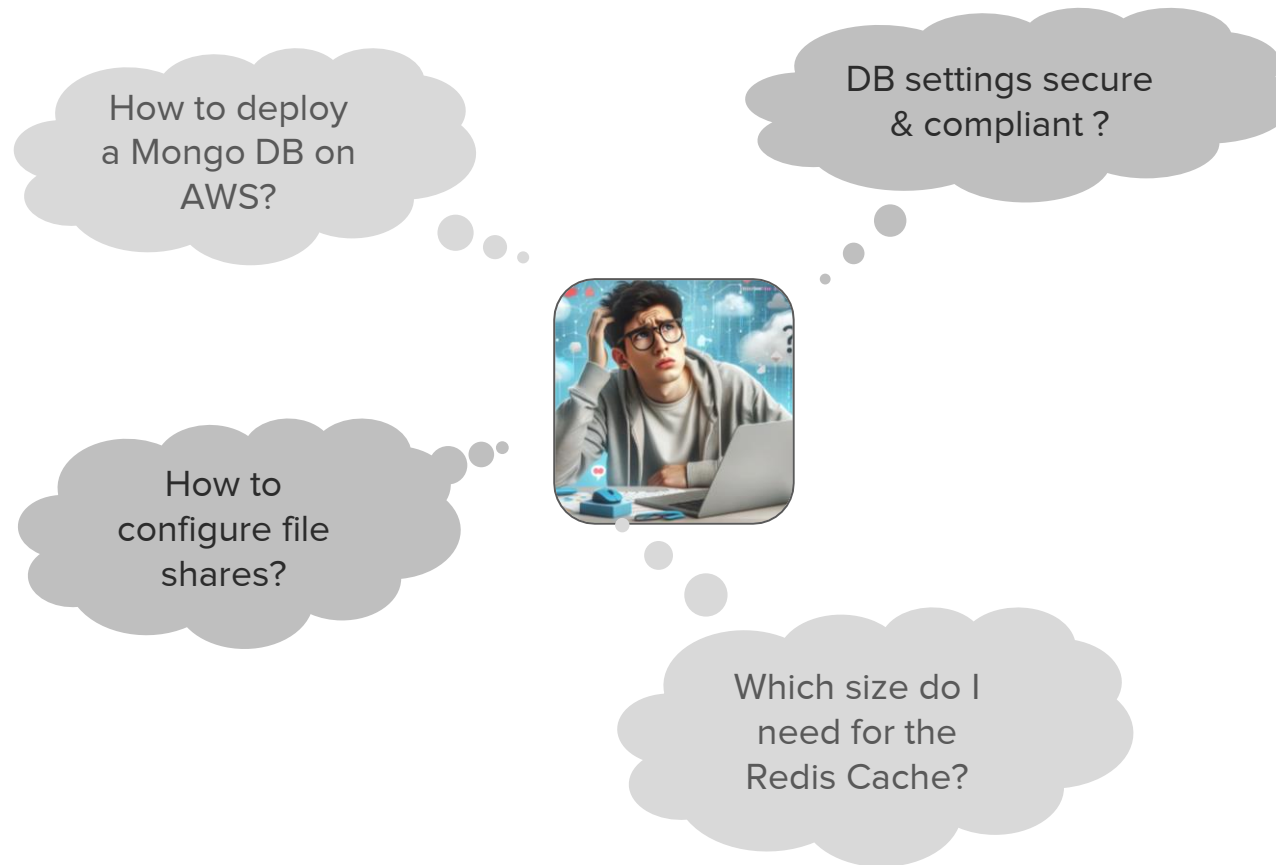 How to deploy
a Mongo DB on
AWS?
DB settings secure
& compliant ?
?
How to
configure file
shares?
Which size do I
need for the
Redis Cache?